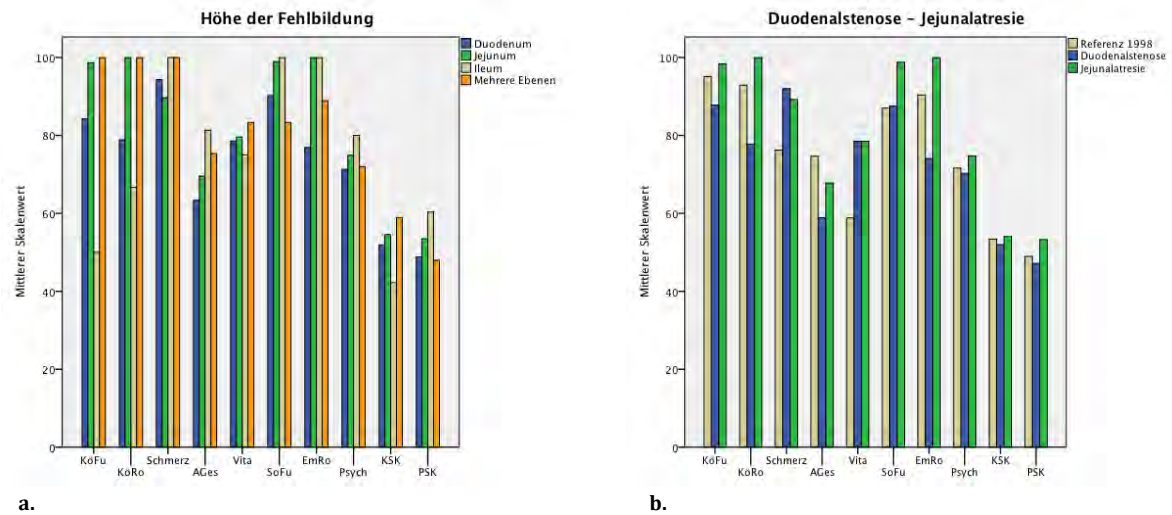 Höhe der Fehlbildung
Duodenum
Jejunum
Ileum
Mehrere Ebenen
Mittlerer Skalenwert
100
80
60
40
20
0
KöFu
KöRo
Schmerz
AGes
Vita
SoFu
EmRo
Psych
KSK
PSK
a.
Duodenalstenose - Jejunalatresie
Referenz 1998
Duodenalstenose
Jejunalatresie
Mittlerer Skalenwert
100
80
60
40
20
0
KöFu
KöRo
Schmerz
AGes
Vita
SoFu
EmRo
Psych
KSK
PSK
b.